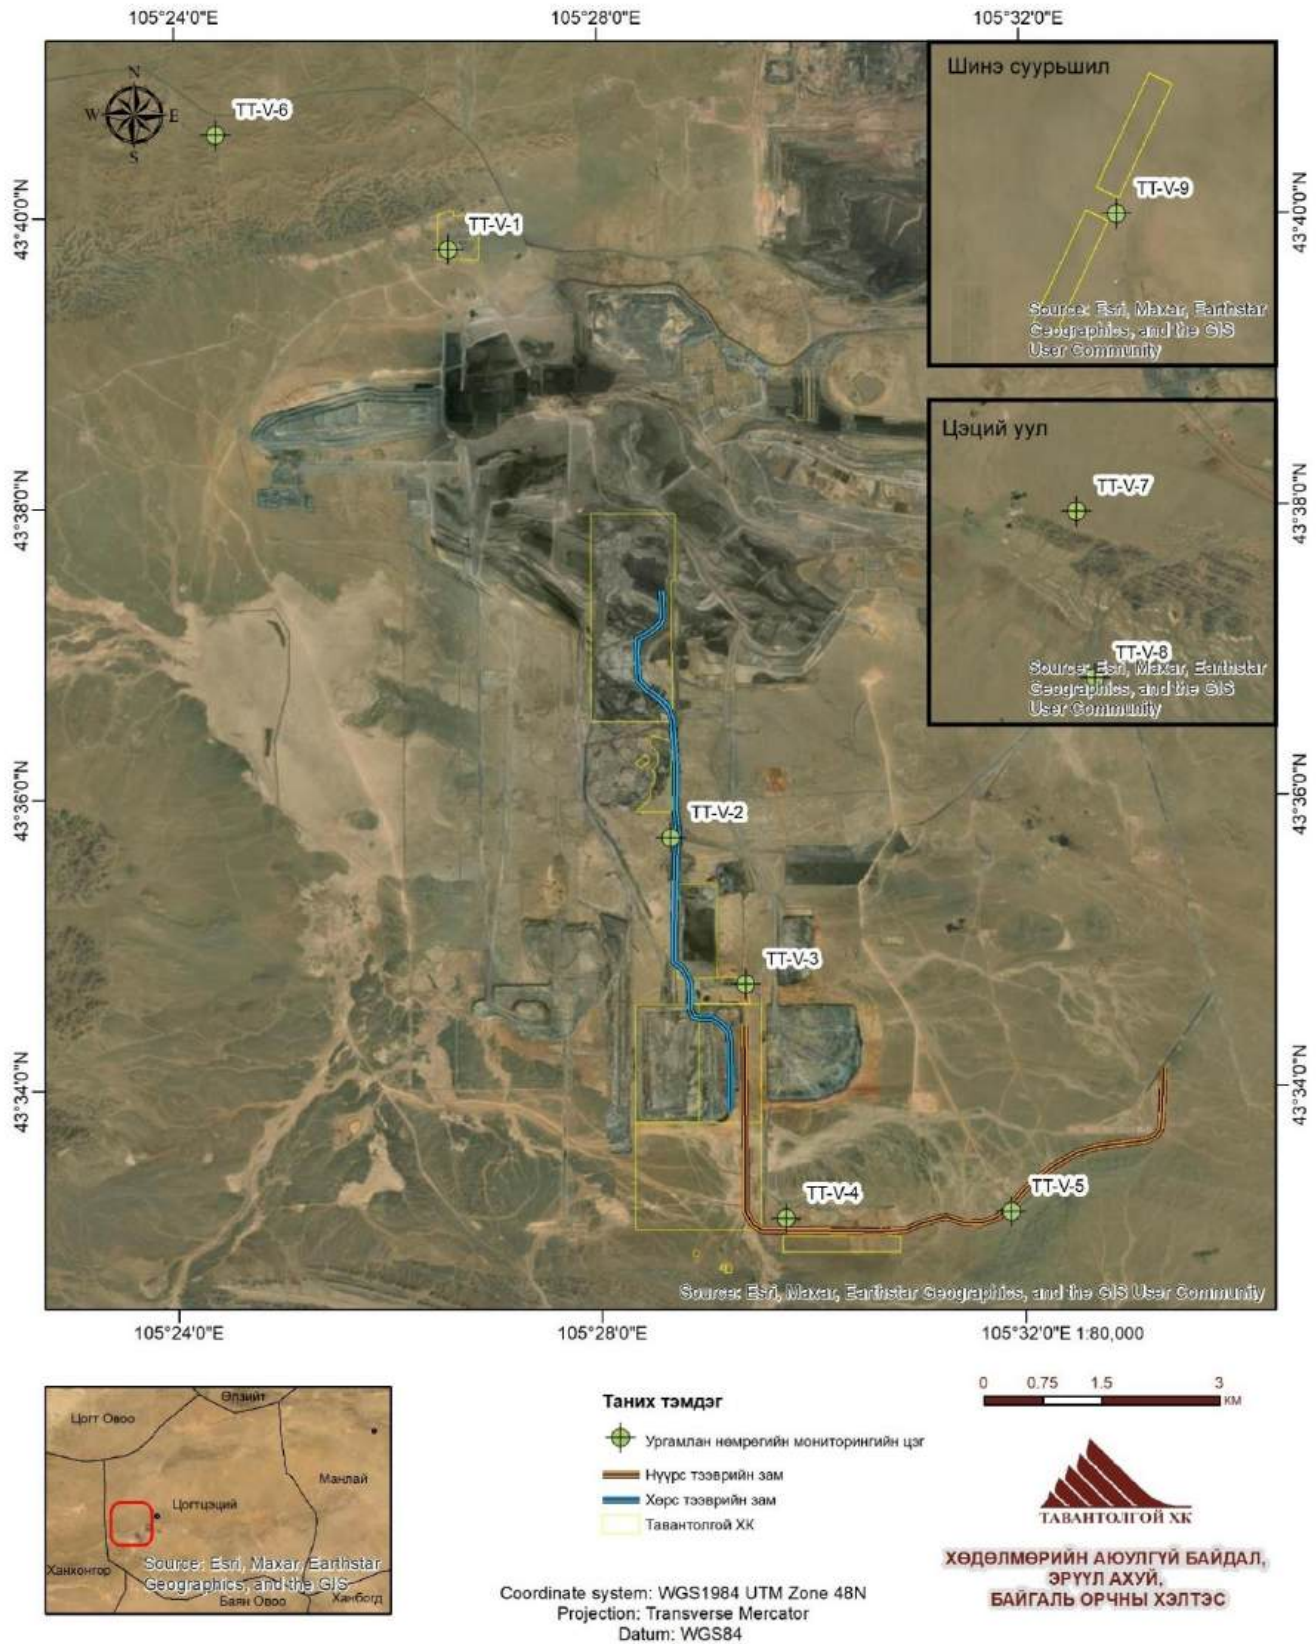 105°24'0"E
105°28'0"E
105°32'0"E
N
W
E
S
TT-V-6
Шинэ суурьшил
TT-V-9
43°40'0"N
43°40'0"N
TT-V-1
Source: Esri, Maxar, Earthstar
Geographics, and the GIS
User Community
Цэций уул
TT-V-7
43°38'0"N
43°38'0"N
TT-V-8
Source: Esri, Maxar, Earthstar
Geographics, and the GIS
User Community
43°36'0"N
43°36'0"N
TT-V-2
TT-V-3
43°34'0"N
43°34'0"N
TT-V-4
TT-V-5
Source: Esri, Maxar, Earthstar Geographics, and the GIS User Community
105°24'0"E
105°28'0"E
105°32'0"E 1:80,000
Өлзийт
Цогт Овоо
Манлай
Цогтцэций
Ханхонгор
Source: Esri, Maxar, Earthstar
Geographics, and the GIS
Баян Овоо
Ханбогд
Таних тэмдэг
Ургамлан нөмрөгийн мониторингийн цэг
Нүүрс тээврийн зам
Хөрс тээврийн зам
Тавантолгой ХК
Coordinate system: WGS1984 UTM Zone 48N
Projection: Transverse Mercator
Datum: WGS84
0 0.75 1.5 3
КМ
ТАВАНТОЛГОЙ ХК
ХӨДӨЛМӨРИЙН АЮУЛГҮЙ БАЙДАЛ,
ЭРҮҮЛ АХУЙ,
БАЙГАЛЬ ОРЧНЫ ХЭЛТЭС